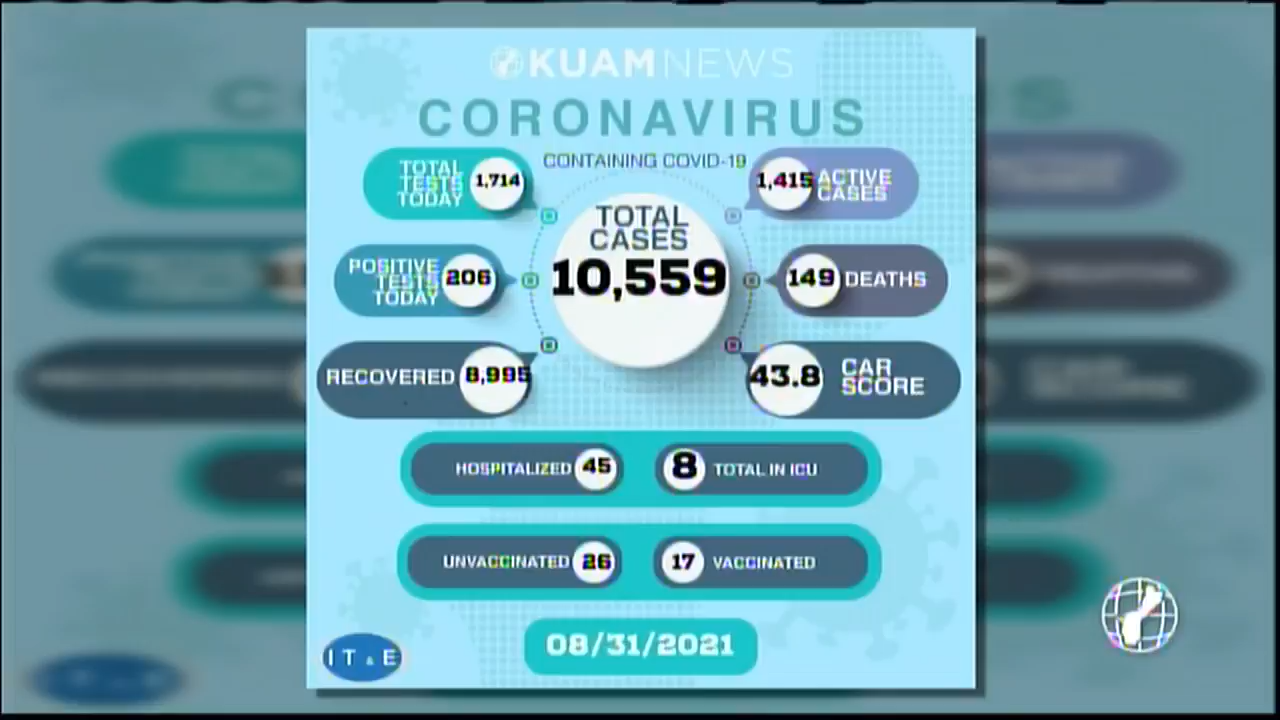 KUAM NEWS
CORONAVIRUS
CONTAINING COVID-19
TOTAL
TESTS
TODAY
1,714
1,415
ACTIVE
CASES
TOTAL
CASES
10,559
POSITIVE
TESTS
TODAY
206
149
DEATHS
RECOVERED
8,995
43.8
CAR
SCORE
HOSPITALIZED 45
8 TOTAL IN ICU
UNVACCINATED 26
17 VACCINATED
08/31/2021
IT&E